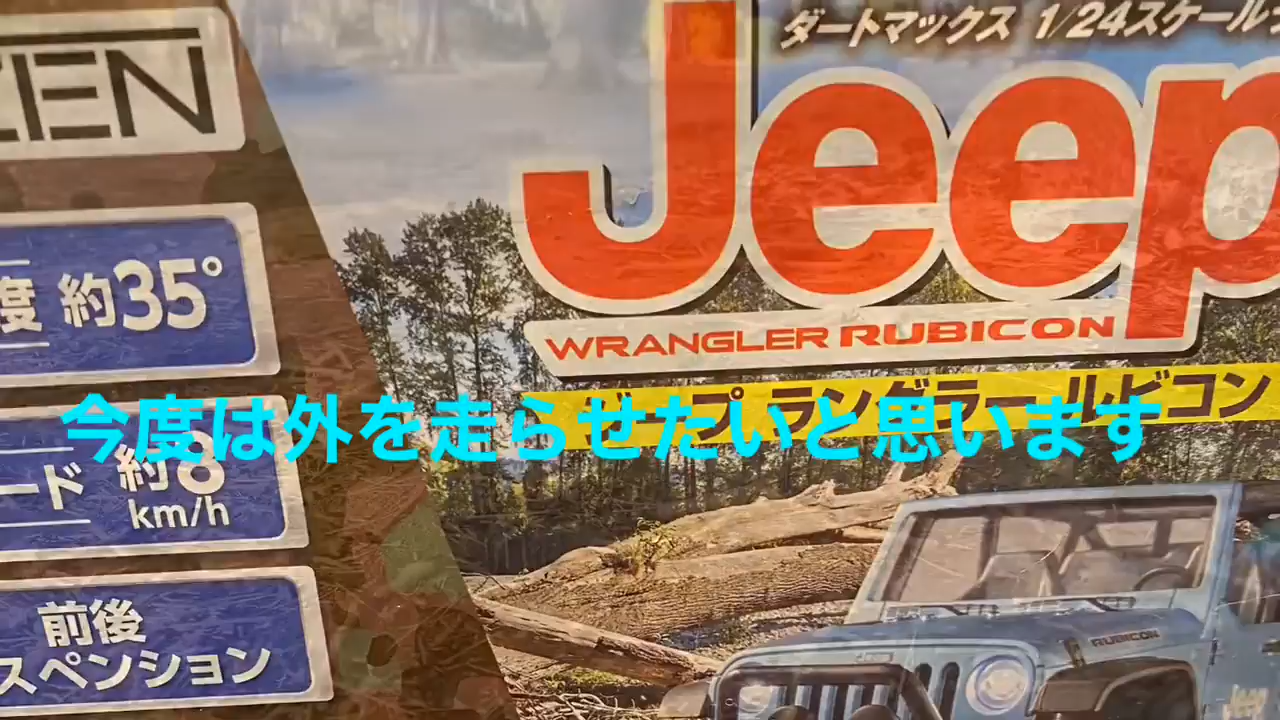 ダートマックス 1/24スケール
Jeep
WRANGLER RUBICON
ジープ ラングラー ルビコン
今度は外を走らせたいと思います
度 約35°
ード 約8
km/h
前後
スペンション
RUBICON
Jeep